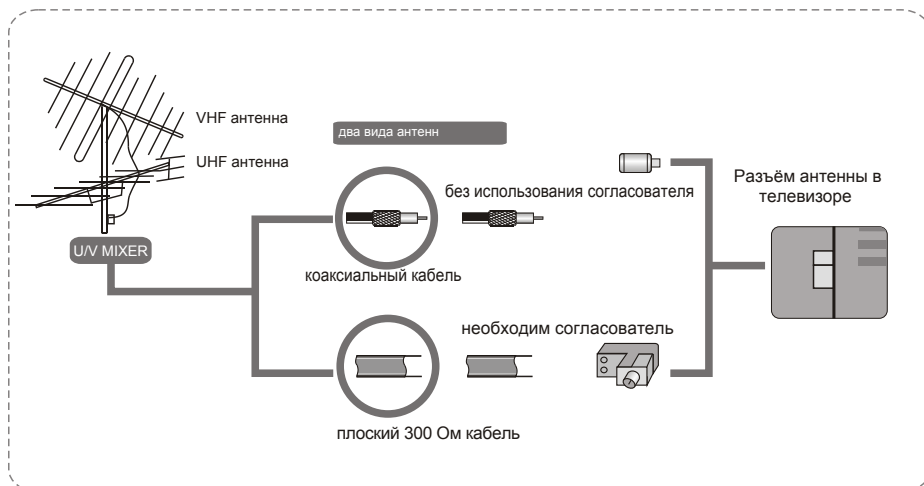 VHF антенна
UHF антенна
U/V MIXER
два вида антенн
без использования согласователя
коаксиальный кабель
необходим согласователь
плоский 300 Ом кабель
Разъём антенны в
телевизоре